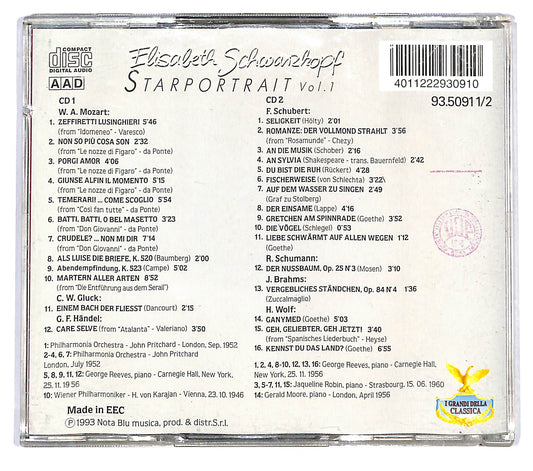 COMPACT
disc
DIGITAL AUDIO
AAD
Elisabeth Schwarzkopf
STARPORTRAIT Vol. 1
4011222930910
93.5091 1/2
CD 1
W. A. Mozart:
1. ZEFFIRETTI LUSINGHIERI 5'46
(from "Idomeneo" - Varesco)
2. NON SO PIÙ COSA SON 2'32
(from "Le nozze di Figaro" - da Ponte)
3. PORGI AMOR 4'06
(from "Le nozze di Figaro" - da Ponte)
4. GIUNSE ALFIN IL MOMENTO 5'15
(from "Le nozze di Figaro" - da Ponte)
5. TEMERARI! ... COME SCOGLIO 5'54
(from "Così fan tutte" - da Ponte)
6. BATTI, BATTI, O BEL MASETTO 3'23
(from "Don Giovanni" - da Ponte)
7. CRUDELE? ... NON MI DIR 7'14
(from "Don Giovanni" - da Ponte)
8. ALS LUISE DIE BRIEFE, K. 520 (Baumberg) 2'00
9. Abendempfindung, K. 523 (Campe) 5'02
10. MARTERN ALLER ARTEN 8'52
(from "Die Entführung aus dem Serail")
C. W. Gluck:
11. EINEM BACH DER FLIESST (Dancourt) 2'15
G. F. Händel:
12. CARE SELVE (from "Atalanta" - Valeriano) 3'50
1: Philharmonia Orchestra - John Pritchard - London, Sep. 1952
2-4, 6, 7: Philharmonia Orchestra - John Pritchard
London, July 1952
5, 8, 9, 11, 12: George Reeves, piano - Carnegie Hall, New York,
25. 11. 19 56
10: Wiener Philharmoniker - H. von Karajan - Vienna, 23. 10. 1946
Made in EEC
Ⓟ 1993 Nota Blu musica, prod. & distr. S.r.l.
CD 2
F. Schubert:
1. SELIGKEIT (Hölty) 2'01
2. ROMANZE: DER VOLLMOND STRAHLT 3'56
(from "Rosamunde" - Chezy)
3. AN DIE MUSIK (Schober) 2'16
4. AN SYLVIA (Shakespeare - trans. Bauernfeld) 2'42
5. DU BIST DIE RUH (Rückert) 4'28
6. FISCHERWEISE (von Schlechta) 3'22
7. AUF DEM WASSER ZU SINGEN 2'49
(Graf zu Stolberg)
8. DER EINSAME (Lappe) 4'16
9. GRETCHEN AM SPINNRADE (Goethe) 3'52
10. DIE VÖGEL (Schlegel) 0'53
11. LIEBE SCHWÄRMT AUF ALLEN WEGEN 1'12
(Goethe)
R. Schumann:
12. DER NUSSBAUM, Op. 25 N° 3 (Mosen) 3'10
J. Brahms:
13. VERGEBLICHES STÄNDCHEN, Op. 84 N° 4 1'36
(Zuccalmaglio)
H. Wolf:
14. GANYMED (Goethe) 5'03
15. GEH, GELIEBTER, GEH JETZT! 3'40
(from "Spanisches Liederbuch" - Heyse)
16. KENNST DU DAS LAND? (Goethe) 6'55
1, 2, 4, 8-10, 12, 13, 16: George Reeves, piano - Carnegie Hall,
New York, 25. 11. 1956
3, 5-7, 11, 15: Jaqueline Robin, piano - Strasbourg, 15. 06. 1960
14: Gerald Moore, piano - London, April 1956
I GRANDI DELLA
CLASSICA